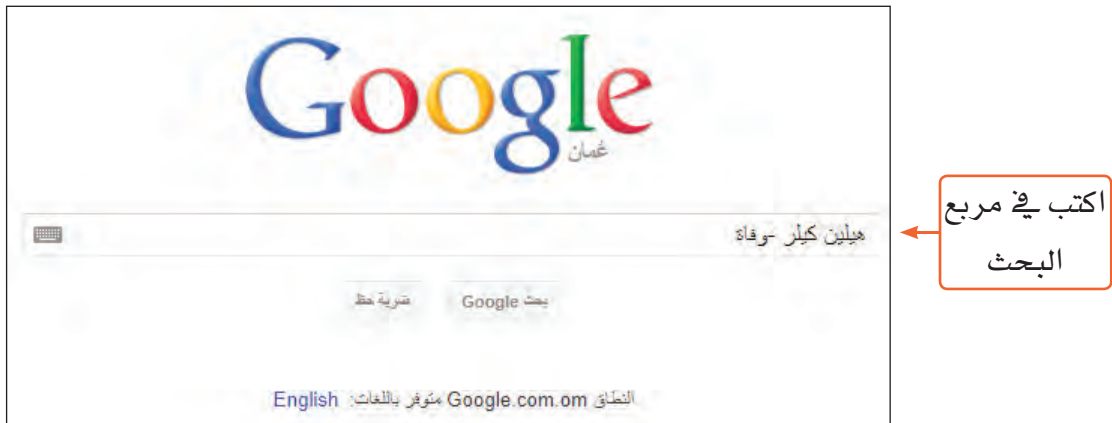 Google
عُمان
هيلين كيلر -وفاة
اكتب في مربع
البحث
بحث Google ضربة حظ
النطاق Google.com.om متوفر باللغات: English